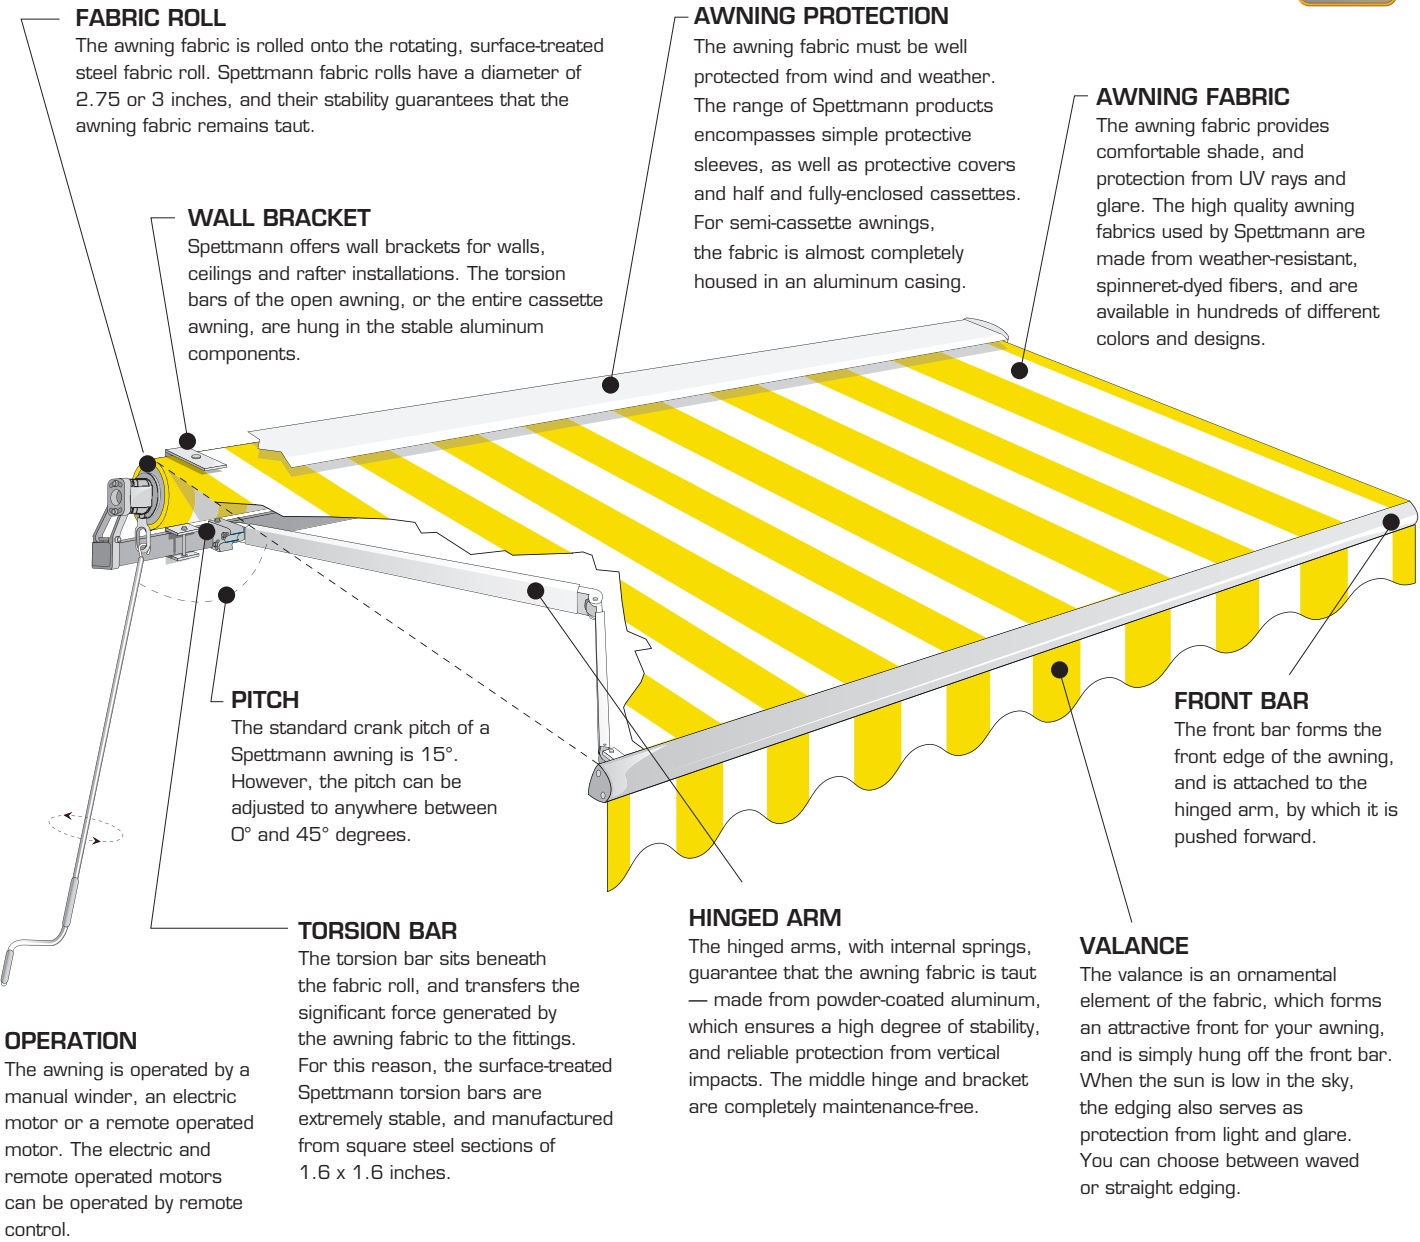 FABRIC ROLL
The awning fabric is rolled onto the rotating, surface-treated
steel fabric roll. Spettmann fabric rolls have a diameter of
2.75 or 3 inches, and their stability guarantees that the
awning fabric remains taut.
AWNING PROTECTION
The awning fabric must be well
protected from wind and weather.
The range of Spettmann products
encompasses simple protective
sleeves, as well as protective covers
and half and fully-enclosed cassettes.
For semi-cassette awnings,
the fabric is almost completely
housed in an aluminum casing.
AWNING FABRIC
The awning fabric provides
comfortable shade, and
protection from UV rays and
glare. The high quality awning
fabrics used by Spettmann are
made from weather-resistant,
spinneret-dyed fibers, and are
available in hundreds of different
colors and designs.
WALL BRACKET
Spettmann offers wall brackets for walls,
ceilings and rafter installations. The torsion
bars of the open awning, or the entire cassette
awning, are hung in the stable aluminum
components.
PITCH
The standard crank pitch of a
Spettmann awning is 15°.
However, the pitch can be
adjusted to anywhere between
0° and 45° degrees.
FRONT BAR
The front bar forms the
front edge of the awning,
and is attached to the
hinged arm, by which it is
pushed forward.
OPERATION
The awning is operated by a
manual winder, an electric
motor or a remote operated
motor. The electric and
remote operated motors
can be operated by remote
control.
TORSION BAR
The torsion bar sits beneath
the fabric roll, and transfers the
significant force generated by
the awning fabric to the fittings.
For this reason, the surface-treated
Spettmann torsion bars are
extremely stable, and manufactured
from square steel sections of
1.6 x 1.6 inches.
HINGED ARM
The hinged arms, with internal springs,
guarantee that the awning fabric is taut
— made from powder-coated aluminum,
which ensures a high degree of stability,
and reliable protection from vertical
impacts. The middle hinge and bracket
are completely maintenance-free.
VALANCE
The valance is an ornamental
element of the fabric, which forms
an attractive front for your awning,
and is simply hung off the front bar.
When the sun is low in the sky,
the edging also serves as
protection from light and glare.
You can choose between waved
or straight edging.